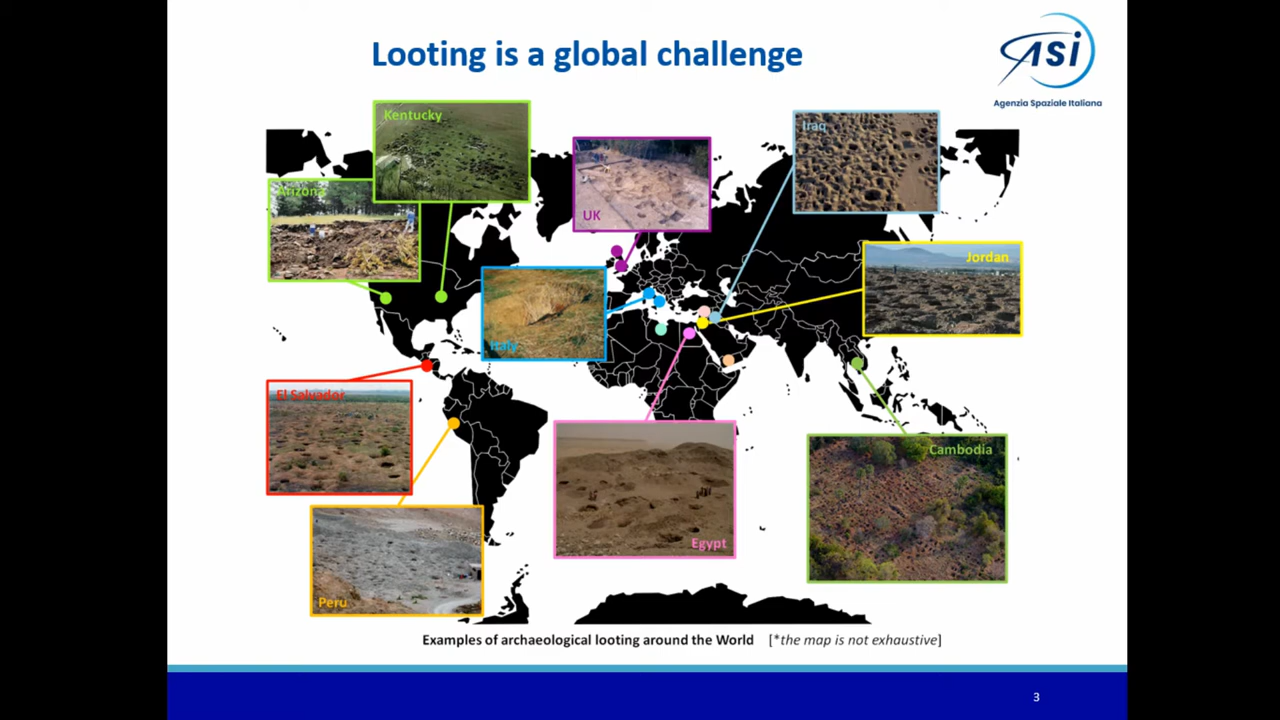 Looting is a global challenge
ASI
Agenzia Spaziale Italiana
Kentucky
Iraq
Arizona
UK
Jordan
Italy
El Salvador
Cambodia
Egypt
Peru
Examples of archaeological looting around the World [*the map is not exhaustive]
3